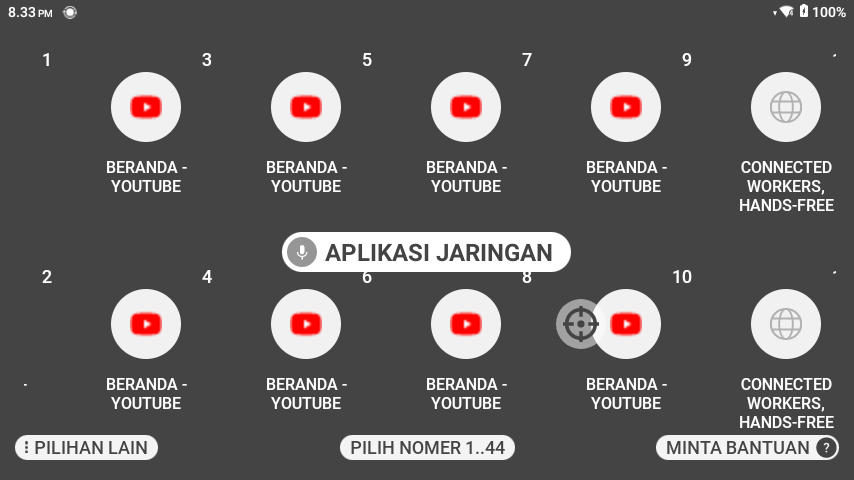 8.33 PM
100%
1
3
5
7
9
BERANDA -
YOUTUBE
BERANDA -
YOUTUBE
BERANDA -
YOUTUBE
BERANDA -
YOUTUBE
CONNECTED
WORKERS,
HANDS-FREE
APLIKASI JARINGAN
2
4
6
8
10
BERANDA -
YOUTUBE
BERANDA -
YOUTUBE
BERANDA -
YOUTUBE
BERANDA -
YOUTUBE
CONNECTED
WORKERS,
HANDS-FREE
PILIHAN LAIN
PILIH NOMER 1..44
MINTA BANTUAN ?